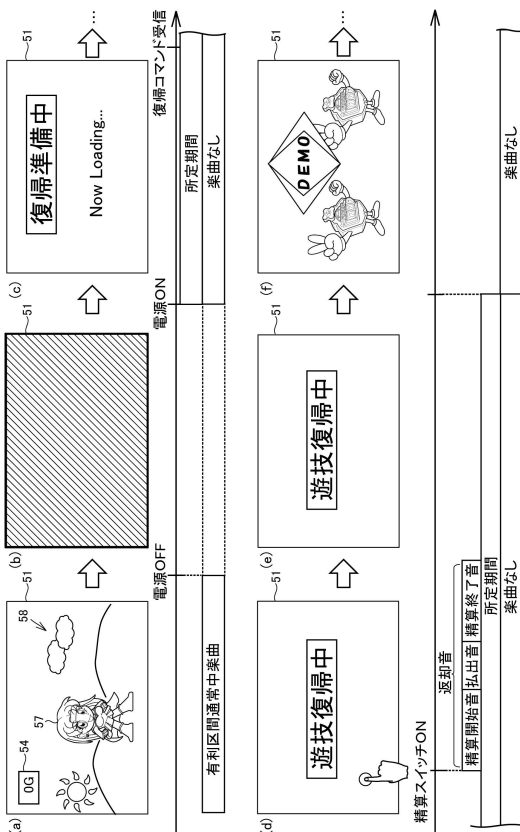 (a)
54
0G
57
58
51
電源OFF
有利区間通常中楽曲
(b)
51
電源ON
(c)
51
復帰準備中
Now Loading...
復帰コマンド受信
所定期間
楽曲なし
…
(d)
51
遊技復帰中
精算スイッチON
返却音
精算開始音
払出音
精算終了音
所定期間
楽曲なし
(e)
51
遊技復帰中
(f)
51
DEMO
楽曲なし
…